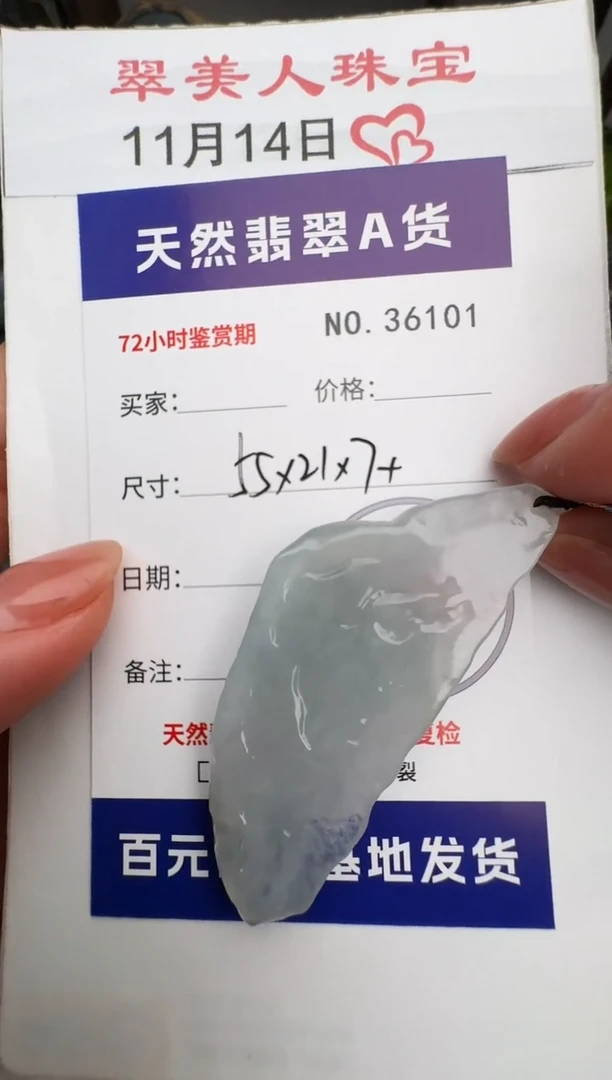 翠美人珠宝
11月14日
天然翡翠A货
72小时鉴赏期 NO. 36101
买家: 价格:
尺寸: 55x21x7+
日期:
备注:
天然 复检
裂
百元 基地发货